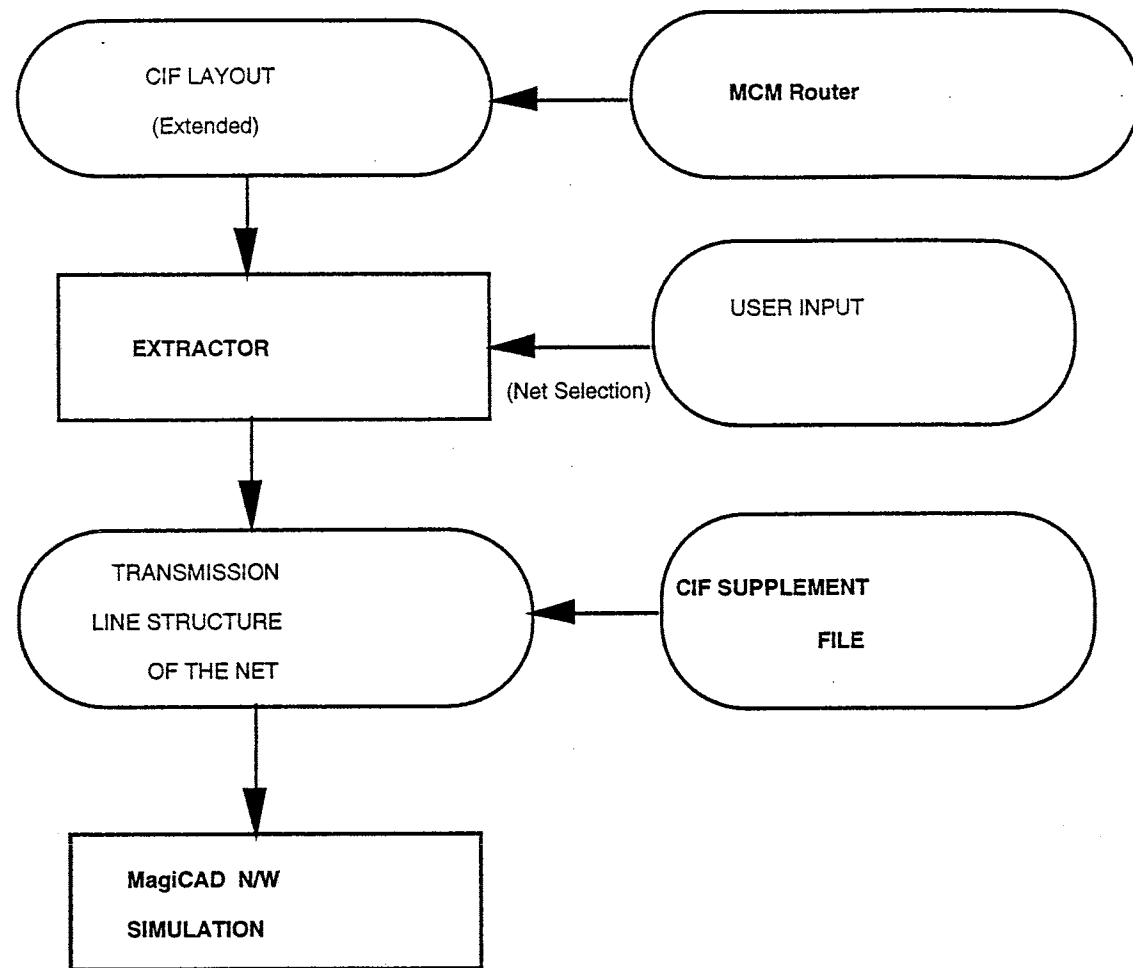 CIF LAYOUT
(Extended)
MCM Router
EXTRACTOR
(Net Selection)
USER INPUT
TRANSMISSION
LINE STRUCTURE
OF THE NET
CIF SUPPLEMENT
FILE
MagiCAD N/W
SIMULATION